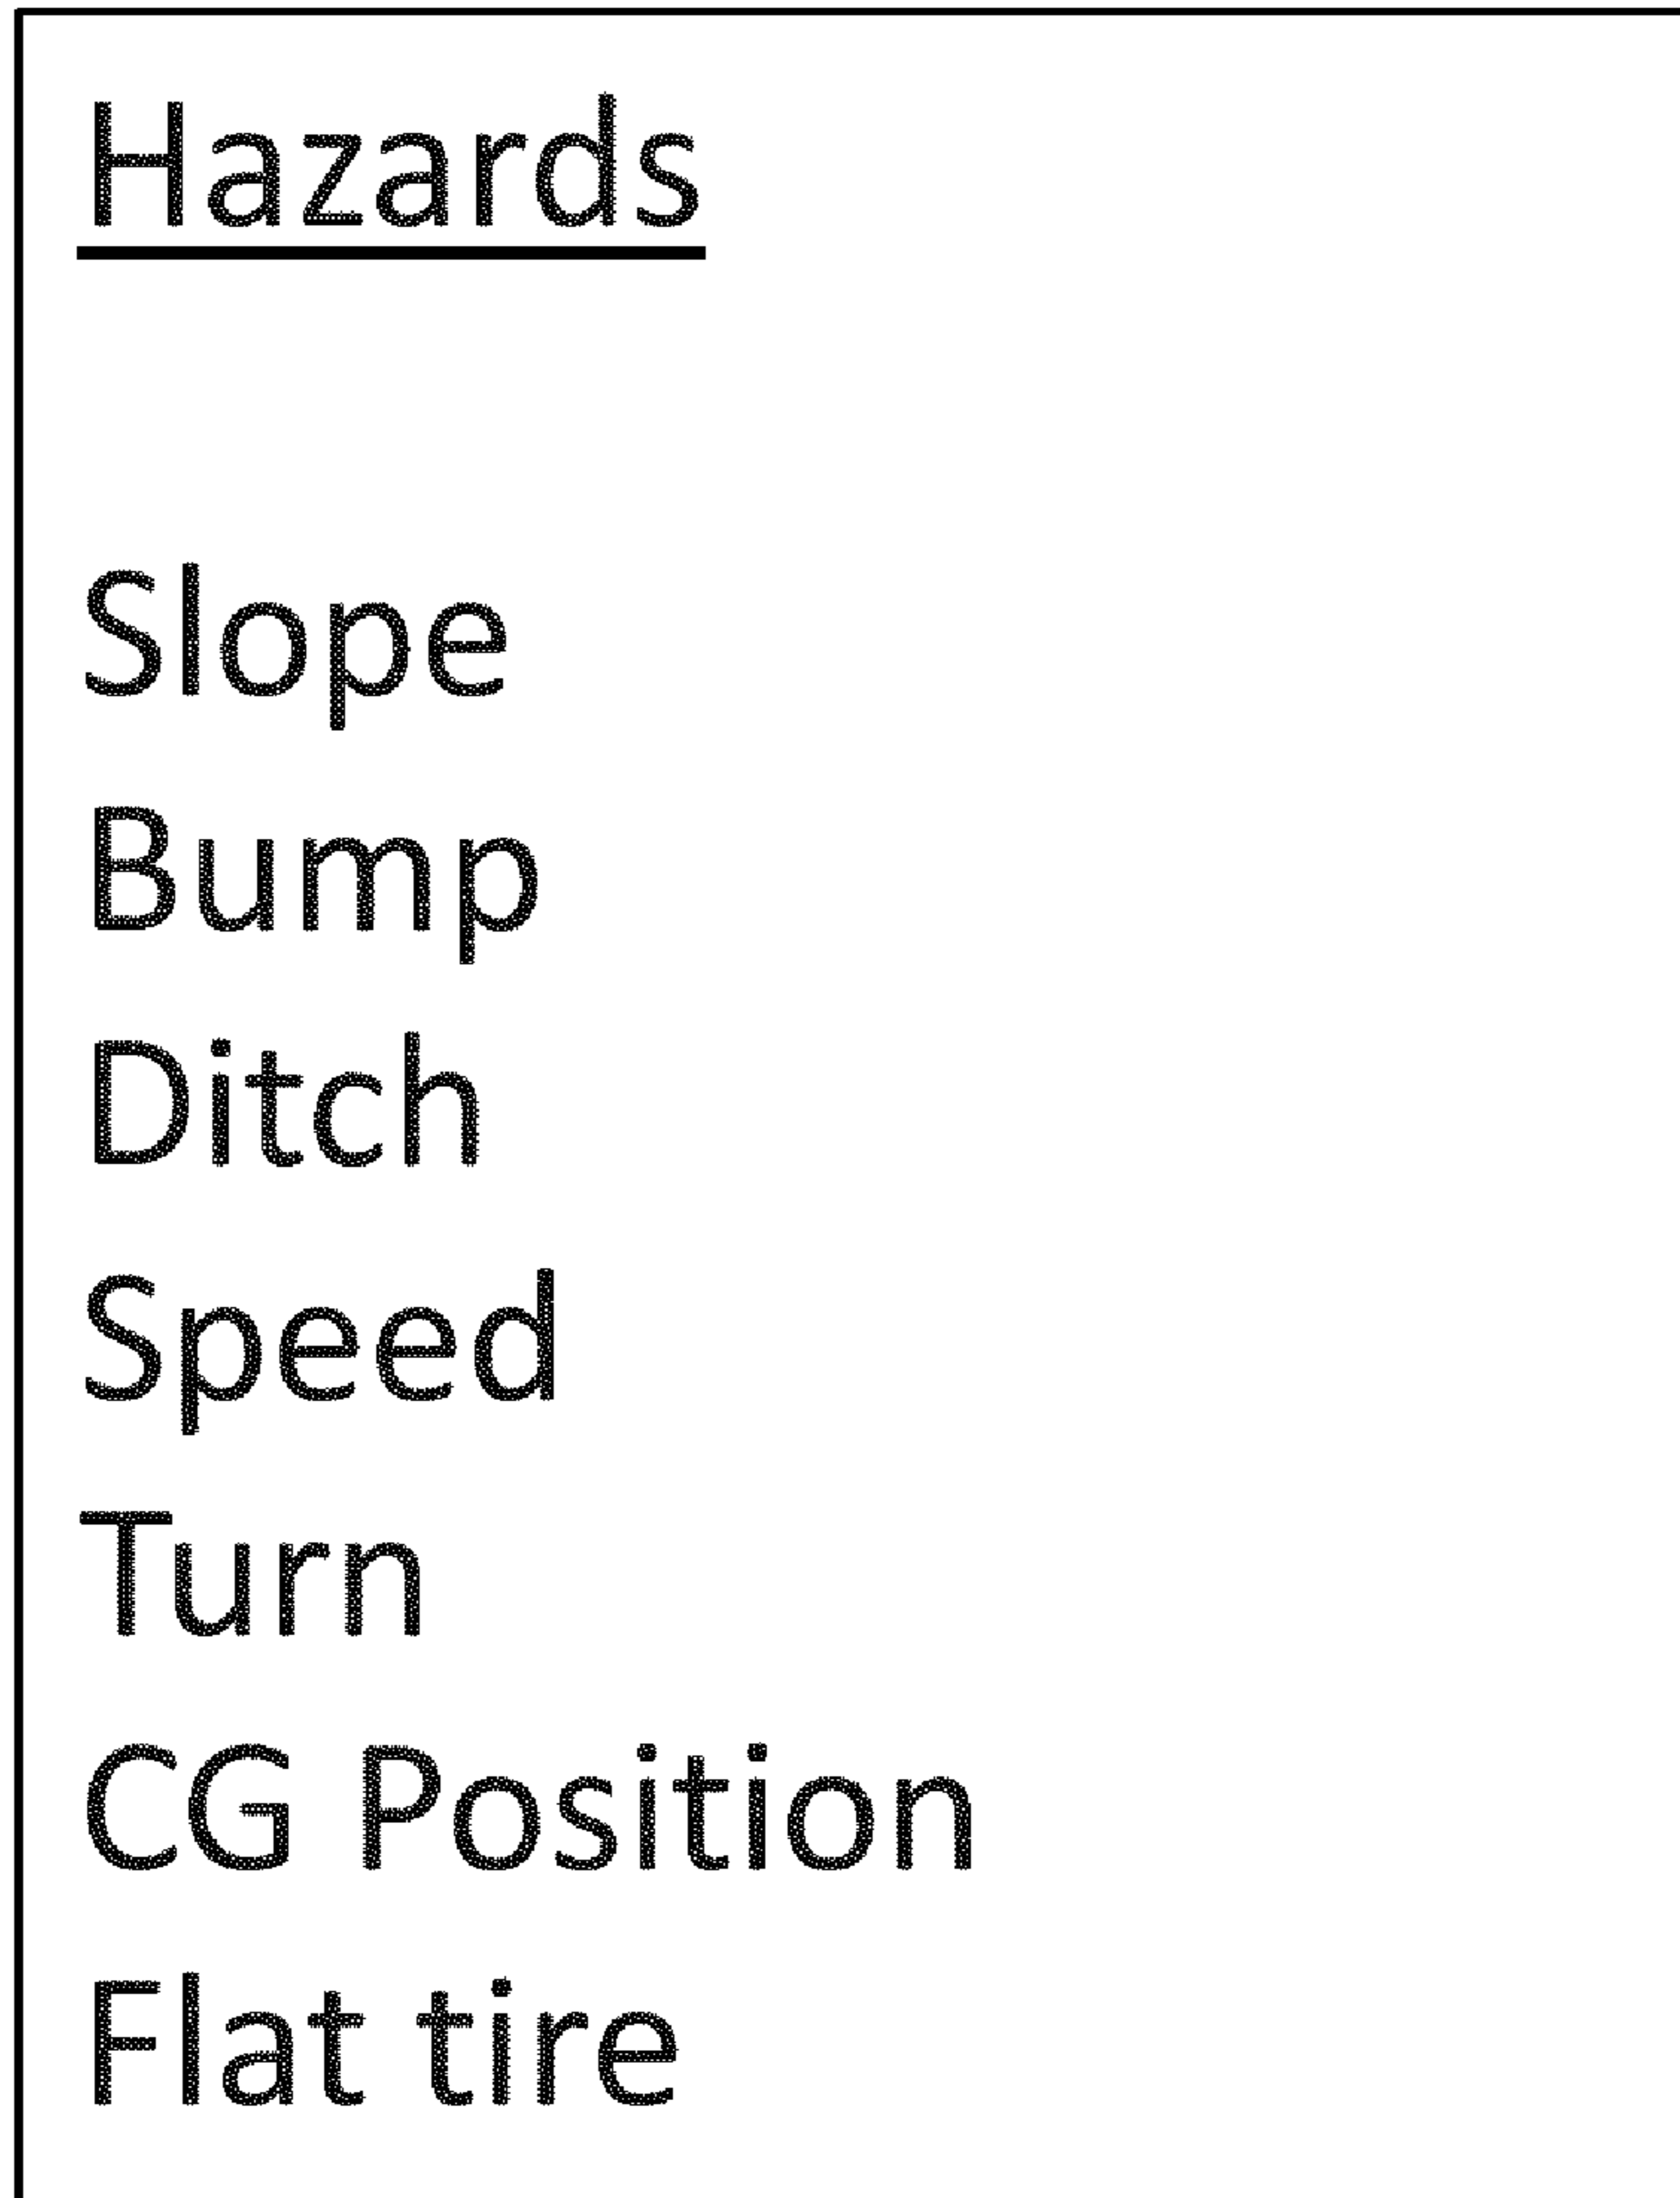 Hazards
Slope
Bump
Ditch
Speed
Turn
CG Position
Flat tire